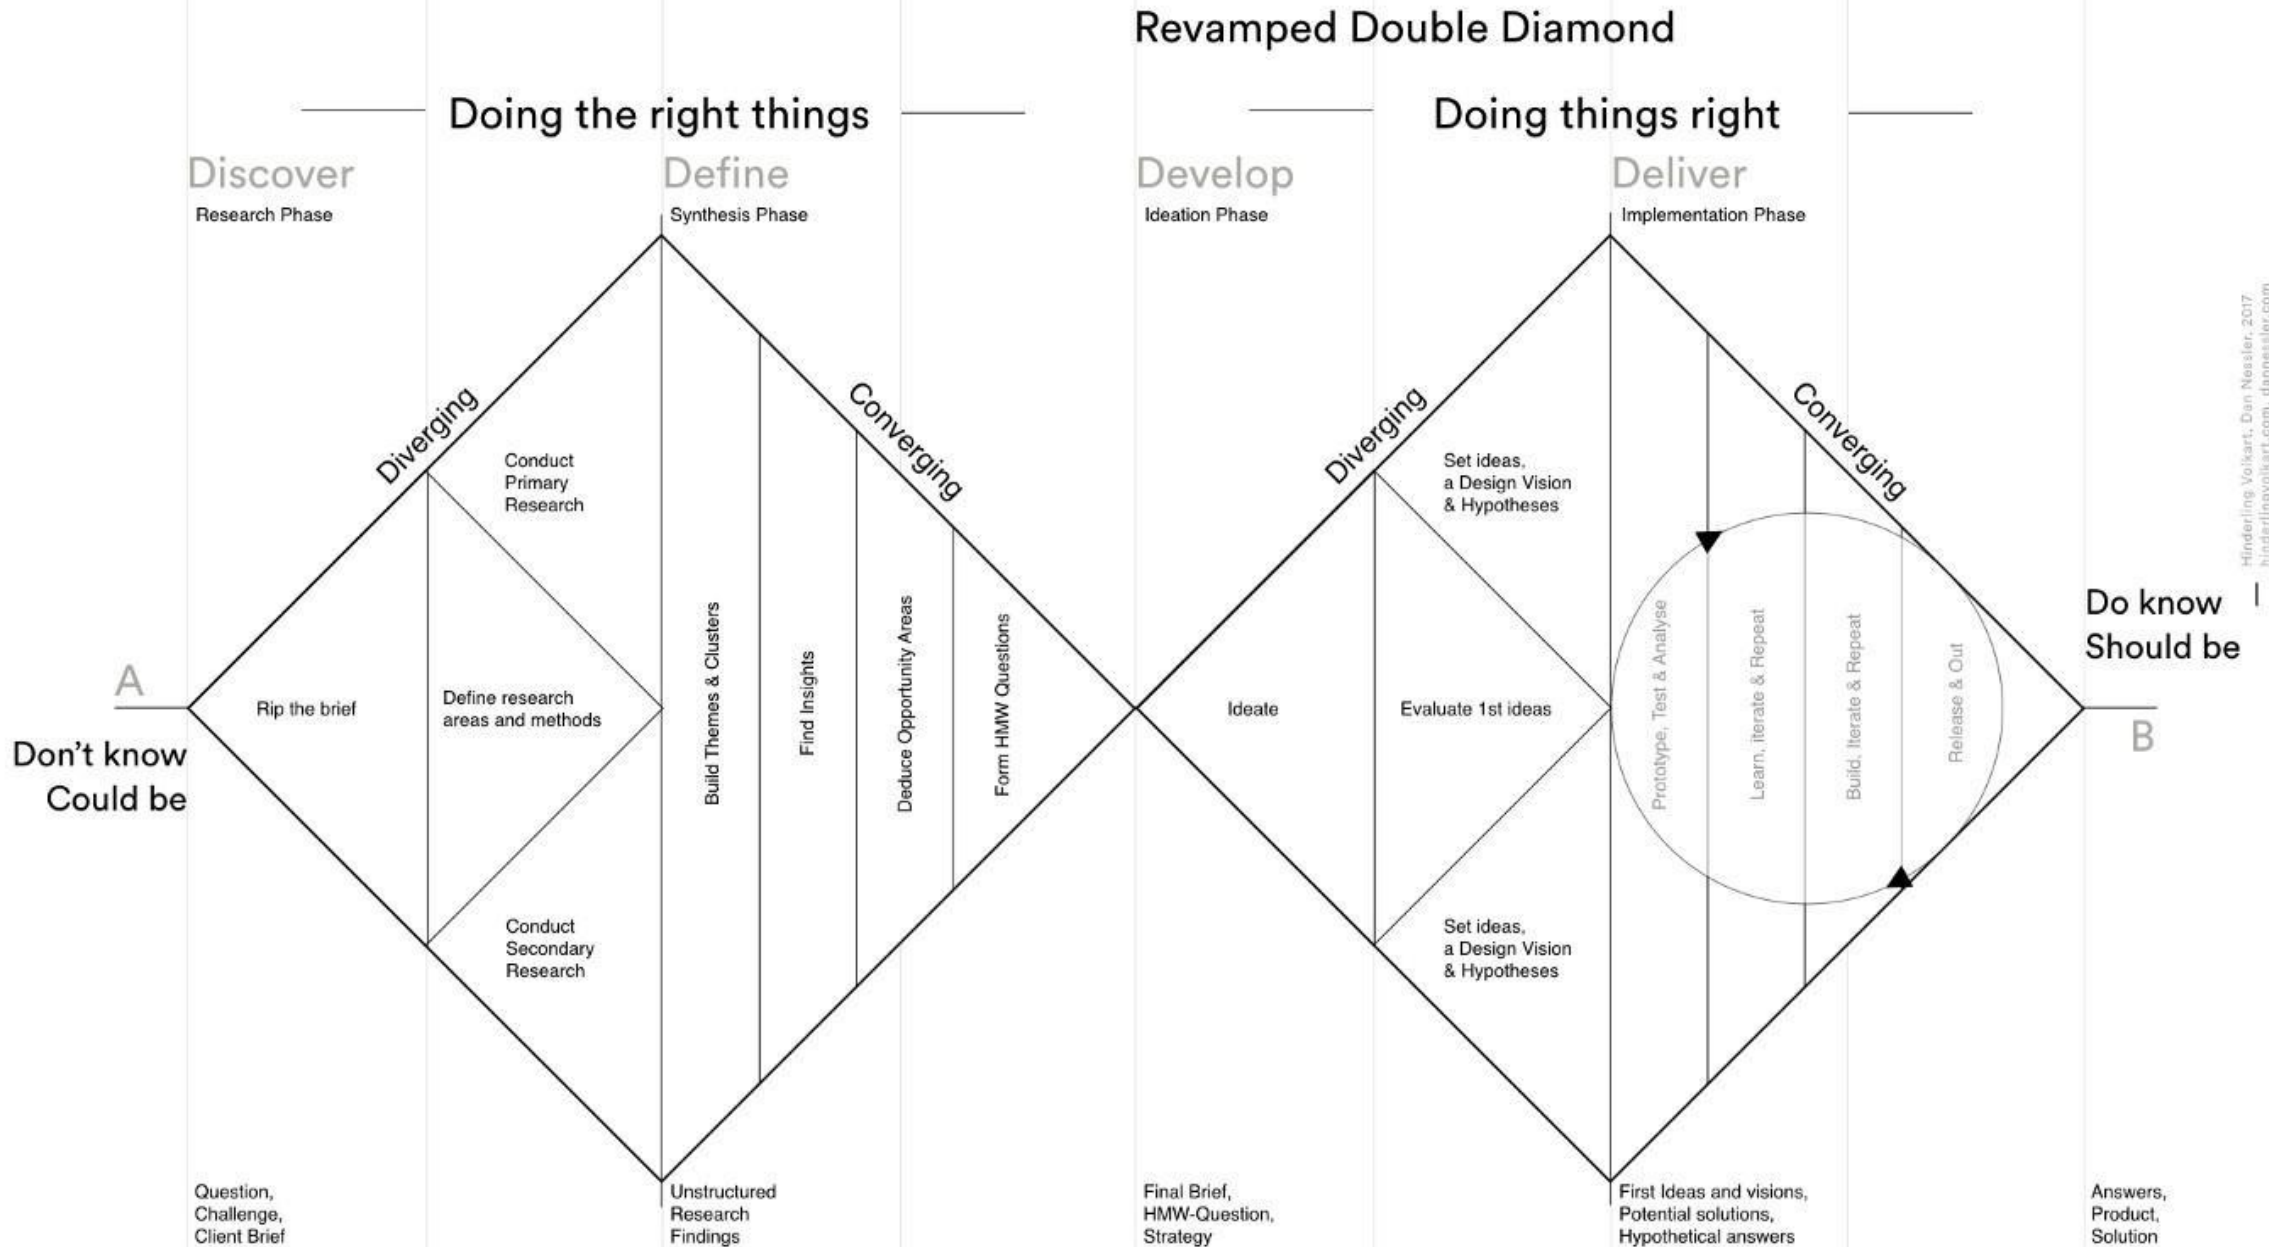 Revamped Double Diamond
Doing the right things
Doing things right
Discover
Research Phase
Define
Synthesis Phase
Develop
Ideation Phase
Deliver
Implementation Phase
Diverging
Converging
Diverging
Converging
A
Don't know
Could be
Rip the brief
Define research
areas and methods
Conduct
Primary
Research
Conduct
Secondary
Research
Build Themes & Clusters
Find Insights
Deduce Opportunity Areas
Form HMW Questions
Ideate
Evaluate 1st ideas
Set ideas,
a Design Vision
& Hypotheses
Set ideas,
a Design Vision
& Hypotheses
Prototype, Test & Analyse
Learn, iterate & Repeat
Build, Iterate & Repeat
Release & Out
Do know
Should be
B
Hinderling Volkart, Dan Nessler, 2017
hinderlingvolkart.com, dannessler.com
Question,
Challenge,
Client Brief
Unstructured
Research
Findings
Final Brief,
HMW-Question,
Strategy
First Ideas and visions,
Potential solutions,
Hypothetical answers
Answers,
Product,
Solution